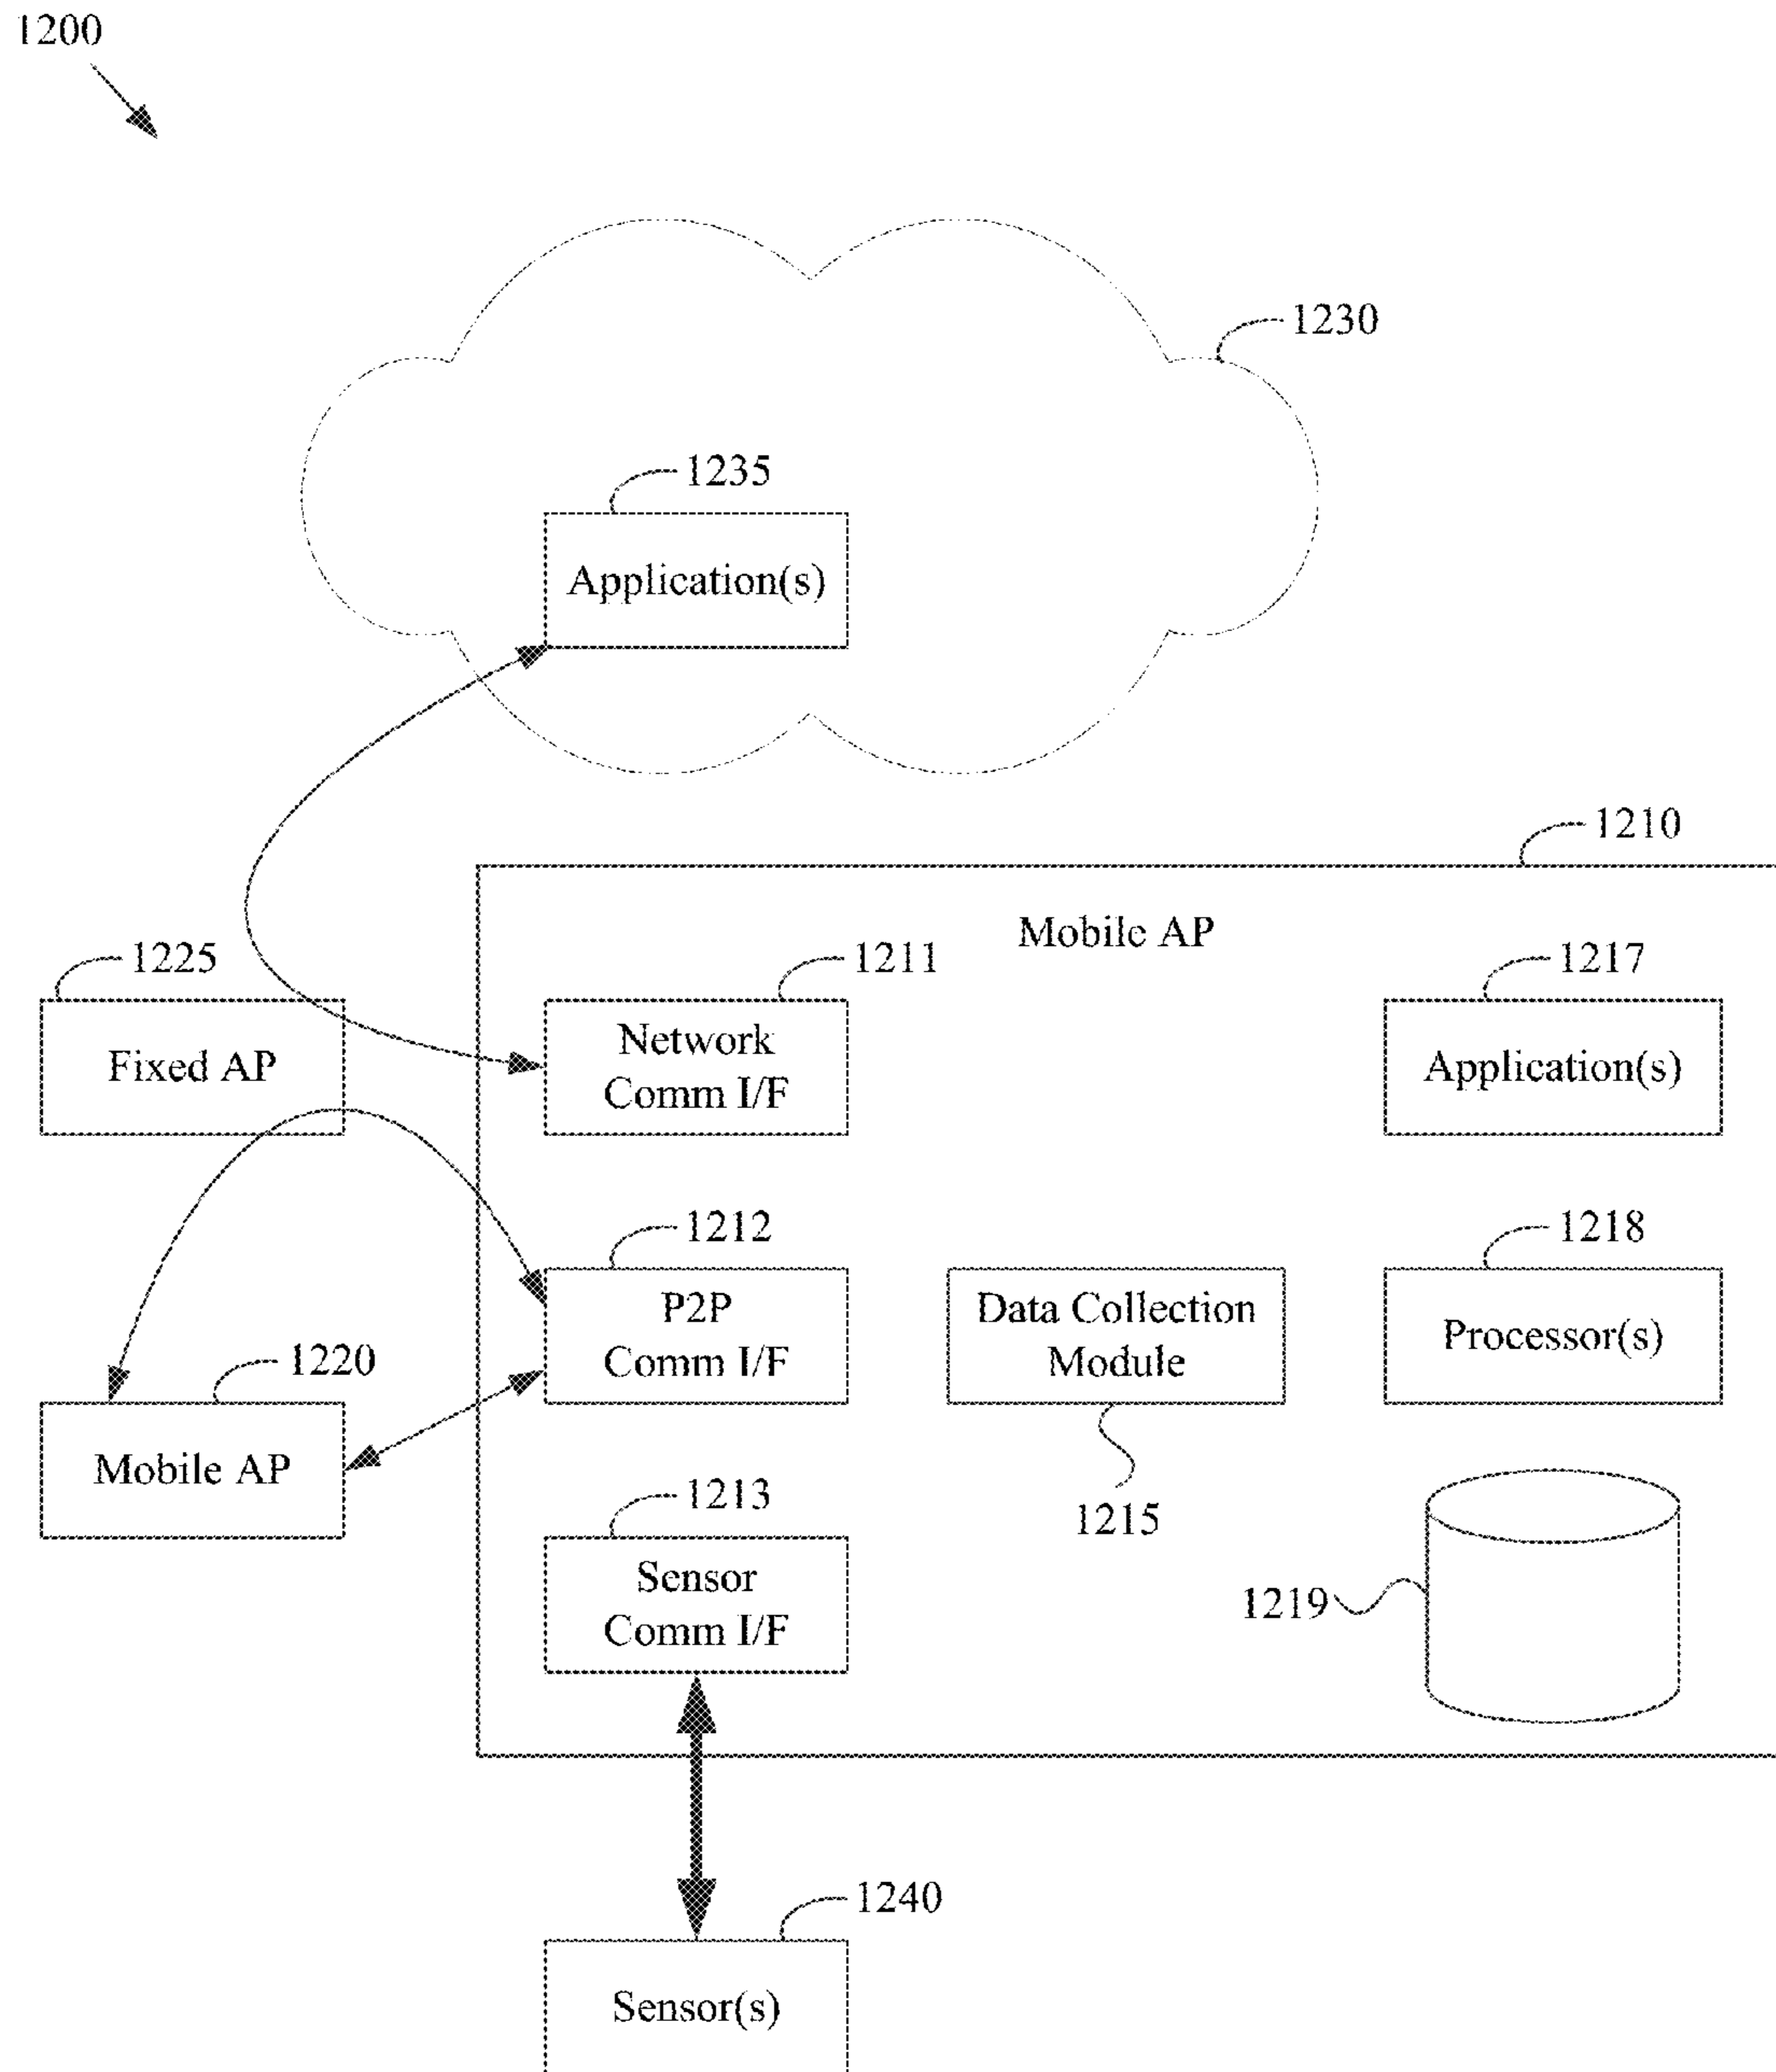 1200
1230
1235
Application(s)
1210
Mobile AP
1225
Fixed AP
1211
Network
Comm I/F
1217
Application(s)
1212
P2P
Comm I/F
Data Collection
Module
1215
1218
Processor(s)
1220
Mobile AP
1213
Sensor
Comm I/F
1219
1240
Sensor(s)